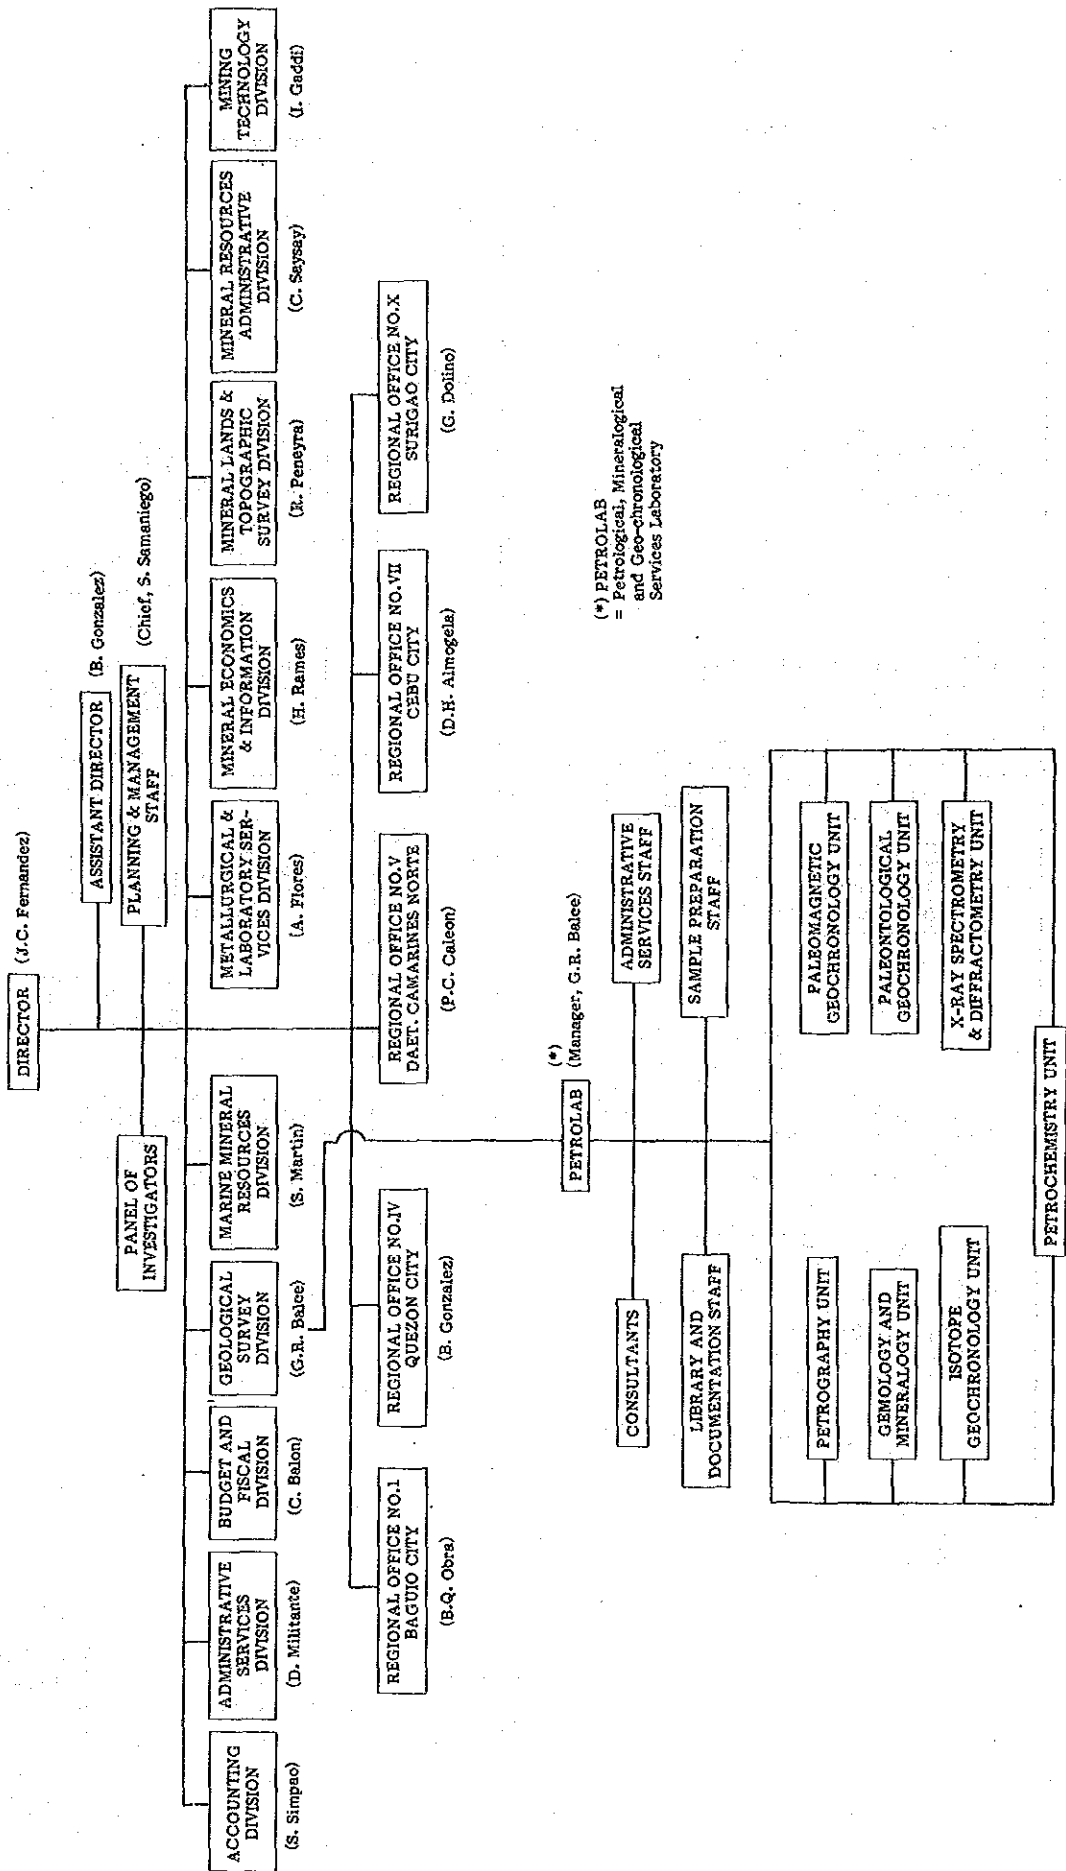 DIRECTOR (J.C. Fernandez)
ASSISTANT DIRECTOR (B. Gonzalez)
PANEL OF
INVESTIGATORS
PLANNING & MANAGEMENT
STAFF
(Chief, S. Samaniego)
ACCOUNTING
DIVISION
(S. Simpao)
ADMINISTRATIVE
SERVICES
DIVISION
(D. Militante)
BUDGET AND
FISCAL
DIVISION
(C. Balon)
GEOLOGICAL
SURVEY
DIVISION
(G.R. Balce)
MARINE MINERAL
RESOURCES
DIVISION
(S. Martin)
METALLURGICAL &
LABORATORY SER-
VICES DIVISION
(A. Flores)
MINERAL ECONOMICS
& INFORMATION
DIVISION
(H. Rames)
MINERAL LANDS &
TOPOGRAPHIC
SURVEY DIVISION
(R. Peneyra)
MINERAL RESOURCES
ADMINISTRATIVE
DIVISION
(C. Saysay)
MINING
TECHNOLOGY
DIVISION
(I. Gaddi)
REGIONAL OFFICE NO.1
BAGUIO CITY
(B.Q. Obra)
REGIONAL OFFICE NO.IV
QUEZON CITY
(B. Gonzalez)
REGIONAL OFFICE NO.V
DAET. CAMARINES NORTE
(P.C. Caleon)
REGIONAL OFFICE NO.VII
CEBU CITY
(D.H. Almogela)
REGIONAL OFFICE NO.X
SURIGAO CITY
(G. Dolino)
PETROLAB
(*)
(Manager, G.R. Balce)
(*) PETROLAB
= Petrological, Mineralogical
and Geo-chronological
Services Laboratory
CONSULTANTS
ADMINISTRATIVE
SERVICES STAFF
LIBRARY AND
DOCUMENTATION STAFF
SAMPLE PREPARATION
STAFF
PETROGRAPHY UNIT
PALEOMAGNETIC
GEOCHRONOLOGY UNIT
GEMOLOGY AND
MINERALOGY UNIT
PALEONTOLOGICAL
GEOCHRONOLOGY UNIT
ISOTOPE
GEOCHRONOLOGY UNIT
X-RAY SPECTROMETRY
& DIFFRACTOMETRY UNIT
PETROCHEMISTRY UNIT